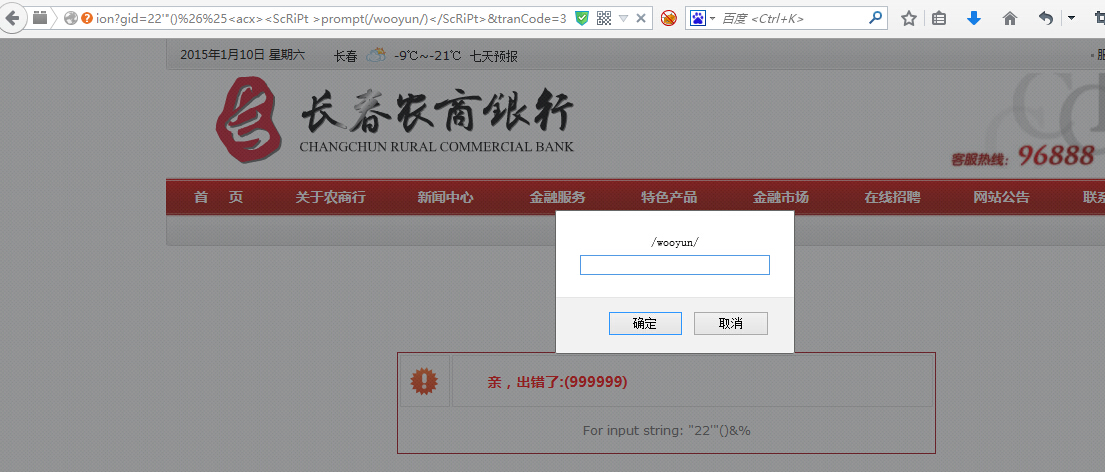 ion?gid=22'"()%26%25<acx><ScRiPt >prompt(/wooyun/)</ScRiPt>&tranCode=3
百度 <Ctrl+K>
2015年1月10日 星期六 长春 -9℃~-21℃ 七天预报
长春农商银行
CHANGCHUN RURAL COMMERCIAL BANK
客服热线：96888
首 页 关于农商行 新闻中心 金融服务 特色产品 金融市场 在线招聘 网站公告 联系
/wooyun/
确定 取消
亲，出错了:(999999)
For input string: "22'"()&%